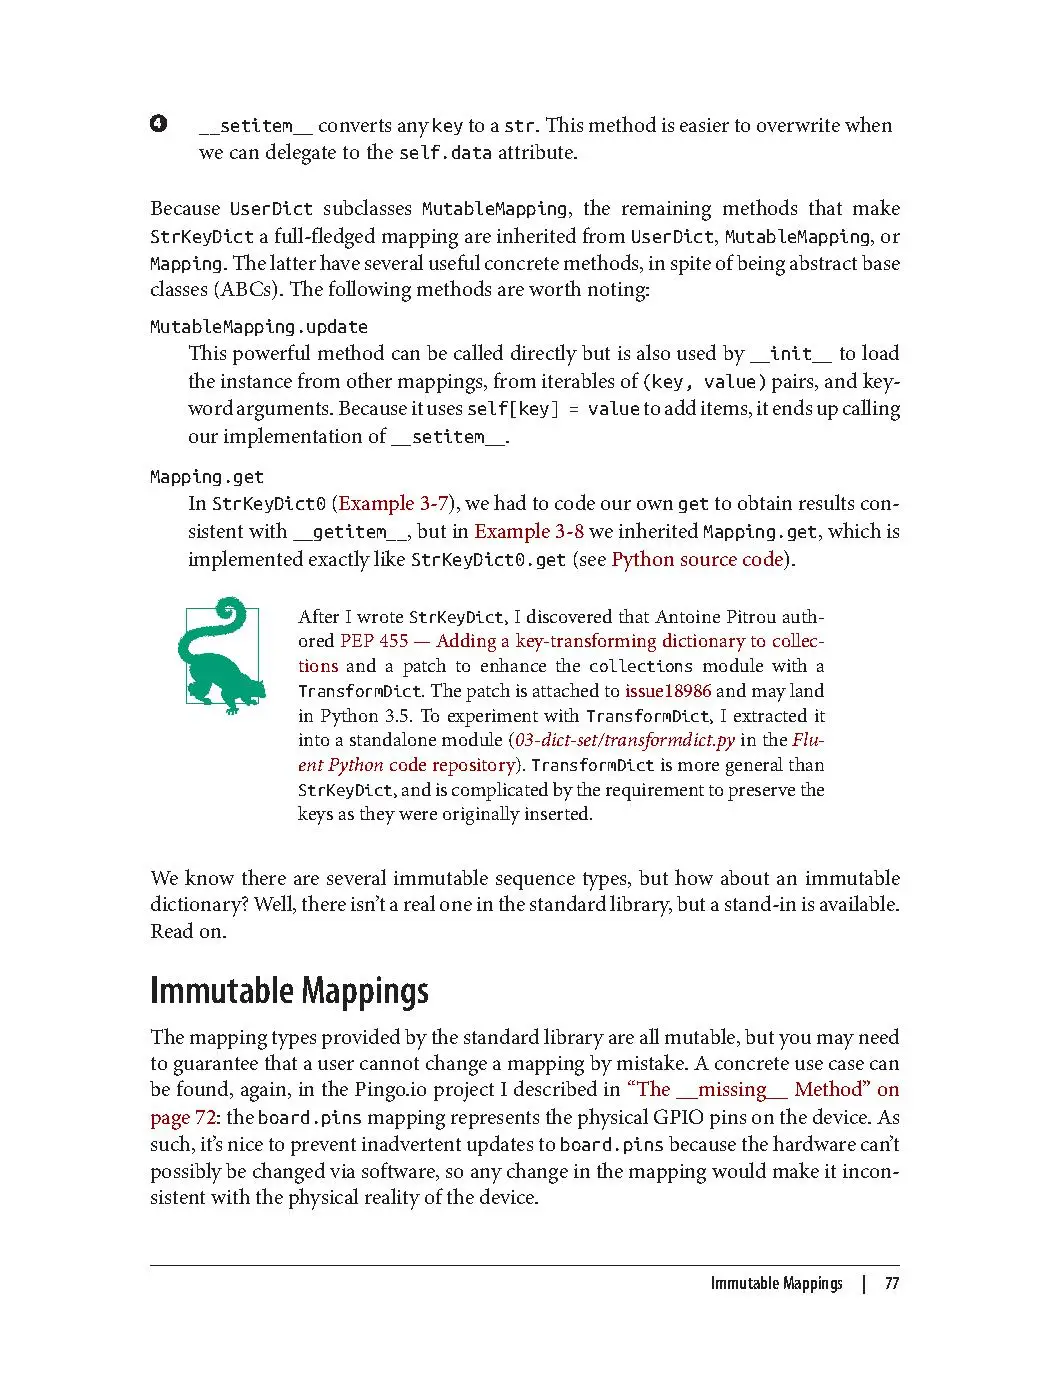 ❹ __setitem__ converts any key to a str. This method is easier to overwrite when
we can delegate to the self.data attribute.
Because UserDict subclasses MutableMapping, the remaining methods that make
StrKeyDict a full-fledged mapping are inherited from UserDict, MutableMapping, or
Mapping. The latter have several useful concrete methods, in spite of being abstract base
classes (ABCs). The following methods are worth noting:
MutableMapping.update
This powerful method can be called directly but is also used by __init__ to load
the instance from other mappings, from iterables of (key, value) pairs, and key-
word arguments. Because it uses self[key] = value to add items, it ends up calling
our implementation of __setitem__.
Mapping.get
In StrKeyDict0 (Example 3-7), we had to code our own get to obtain results con-
sistent with __getitem__, but in Example 3-8 we inherited Mapping.get, which is
implemented exactly like StrKeyDict0.get (see Python source code).
After I wrote StrKeyDict, I discovered that Antoine Pitrou auth-
ored PEP 455 — Adding a key-transforming dictionary to collec-
tions and a patch to enhance the collections module with a
TransformDict. The patch is attached to issue18986 and may land
in Python 3.5. To experiment with TransformDict, I extracted it
into a standalone module (03-dict-set/transformdict.py in the Flu-
ent Python code repository). TransformDict is more general than
StrKeyDict, and is complicated by the requirement to preserve the
keys as they were originally inserted.
We know there are several immutable sequence types, but how about an immutable
dictionary? Well, there isn’t a real one in the standard library, but a stand-in is available.
Read on.
Immutable Mappings
The mapping types provided by the standard library are all mutable, but you may need
to guarantee that a user cannot change a mapping by mistake. A concrete use case can
be found, again, in the Pingo.io project I described in “The __missing__ Method” on
page 72: the board.pins mapping represents the physical GPIO pins on the device. As
such, it’s nice to prevent inadvertent updates to board.pins because the hardware can’t
possibly be changed via software, so any change in the mapping would make it incon-
sistent with the physical reality of the device.
Immutable Mappings | 77